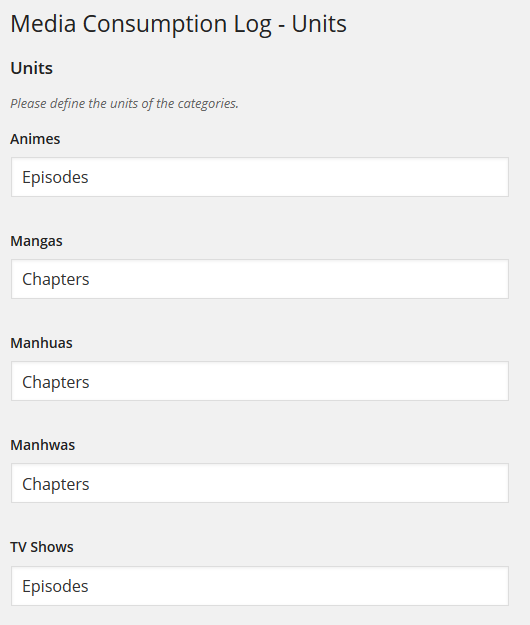 Media Consumption Log - Units
Units
Please define the units of the categories.
Animes
Episodes
Mangas
Chapters
Manhuas
Chapters
Manhwas
Chapters
TV Shows
Episodes